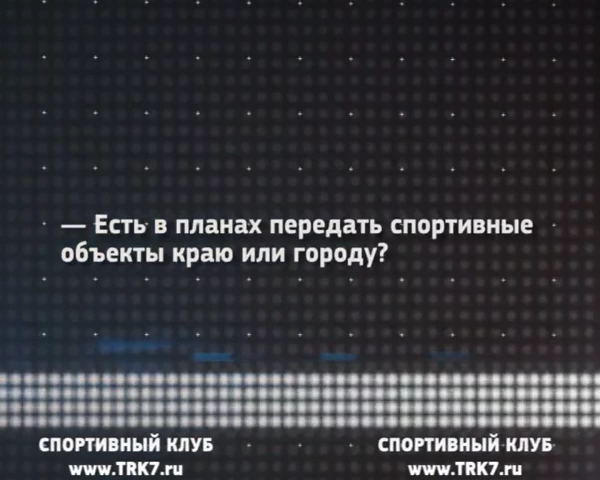 — Есть в планах передать спортивные
объекты краю или городу?
СПОРТИВНЫЙ КЛУБ
www.TRK7.ru
СПОРТИВНЫЙ КЛУБ
www.TRK7.ru